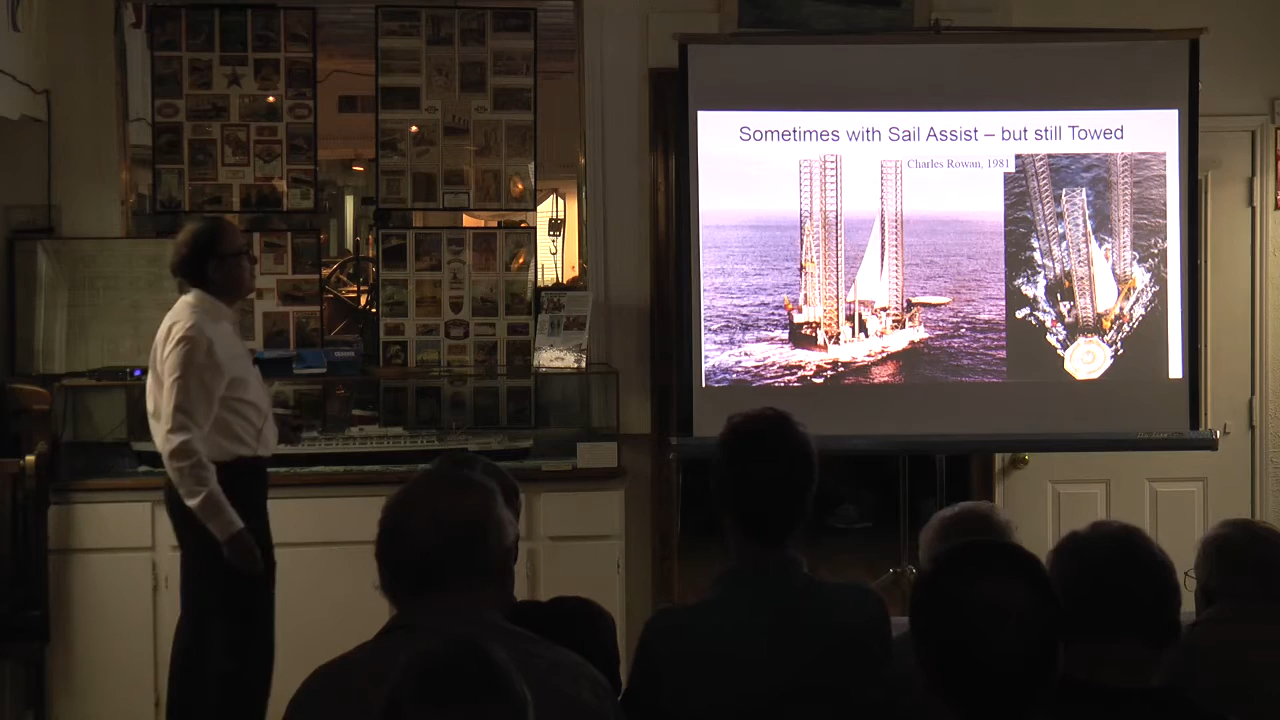 Sometimes with Sail Assist – but still Towed
Charles Rowan, 1981